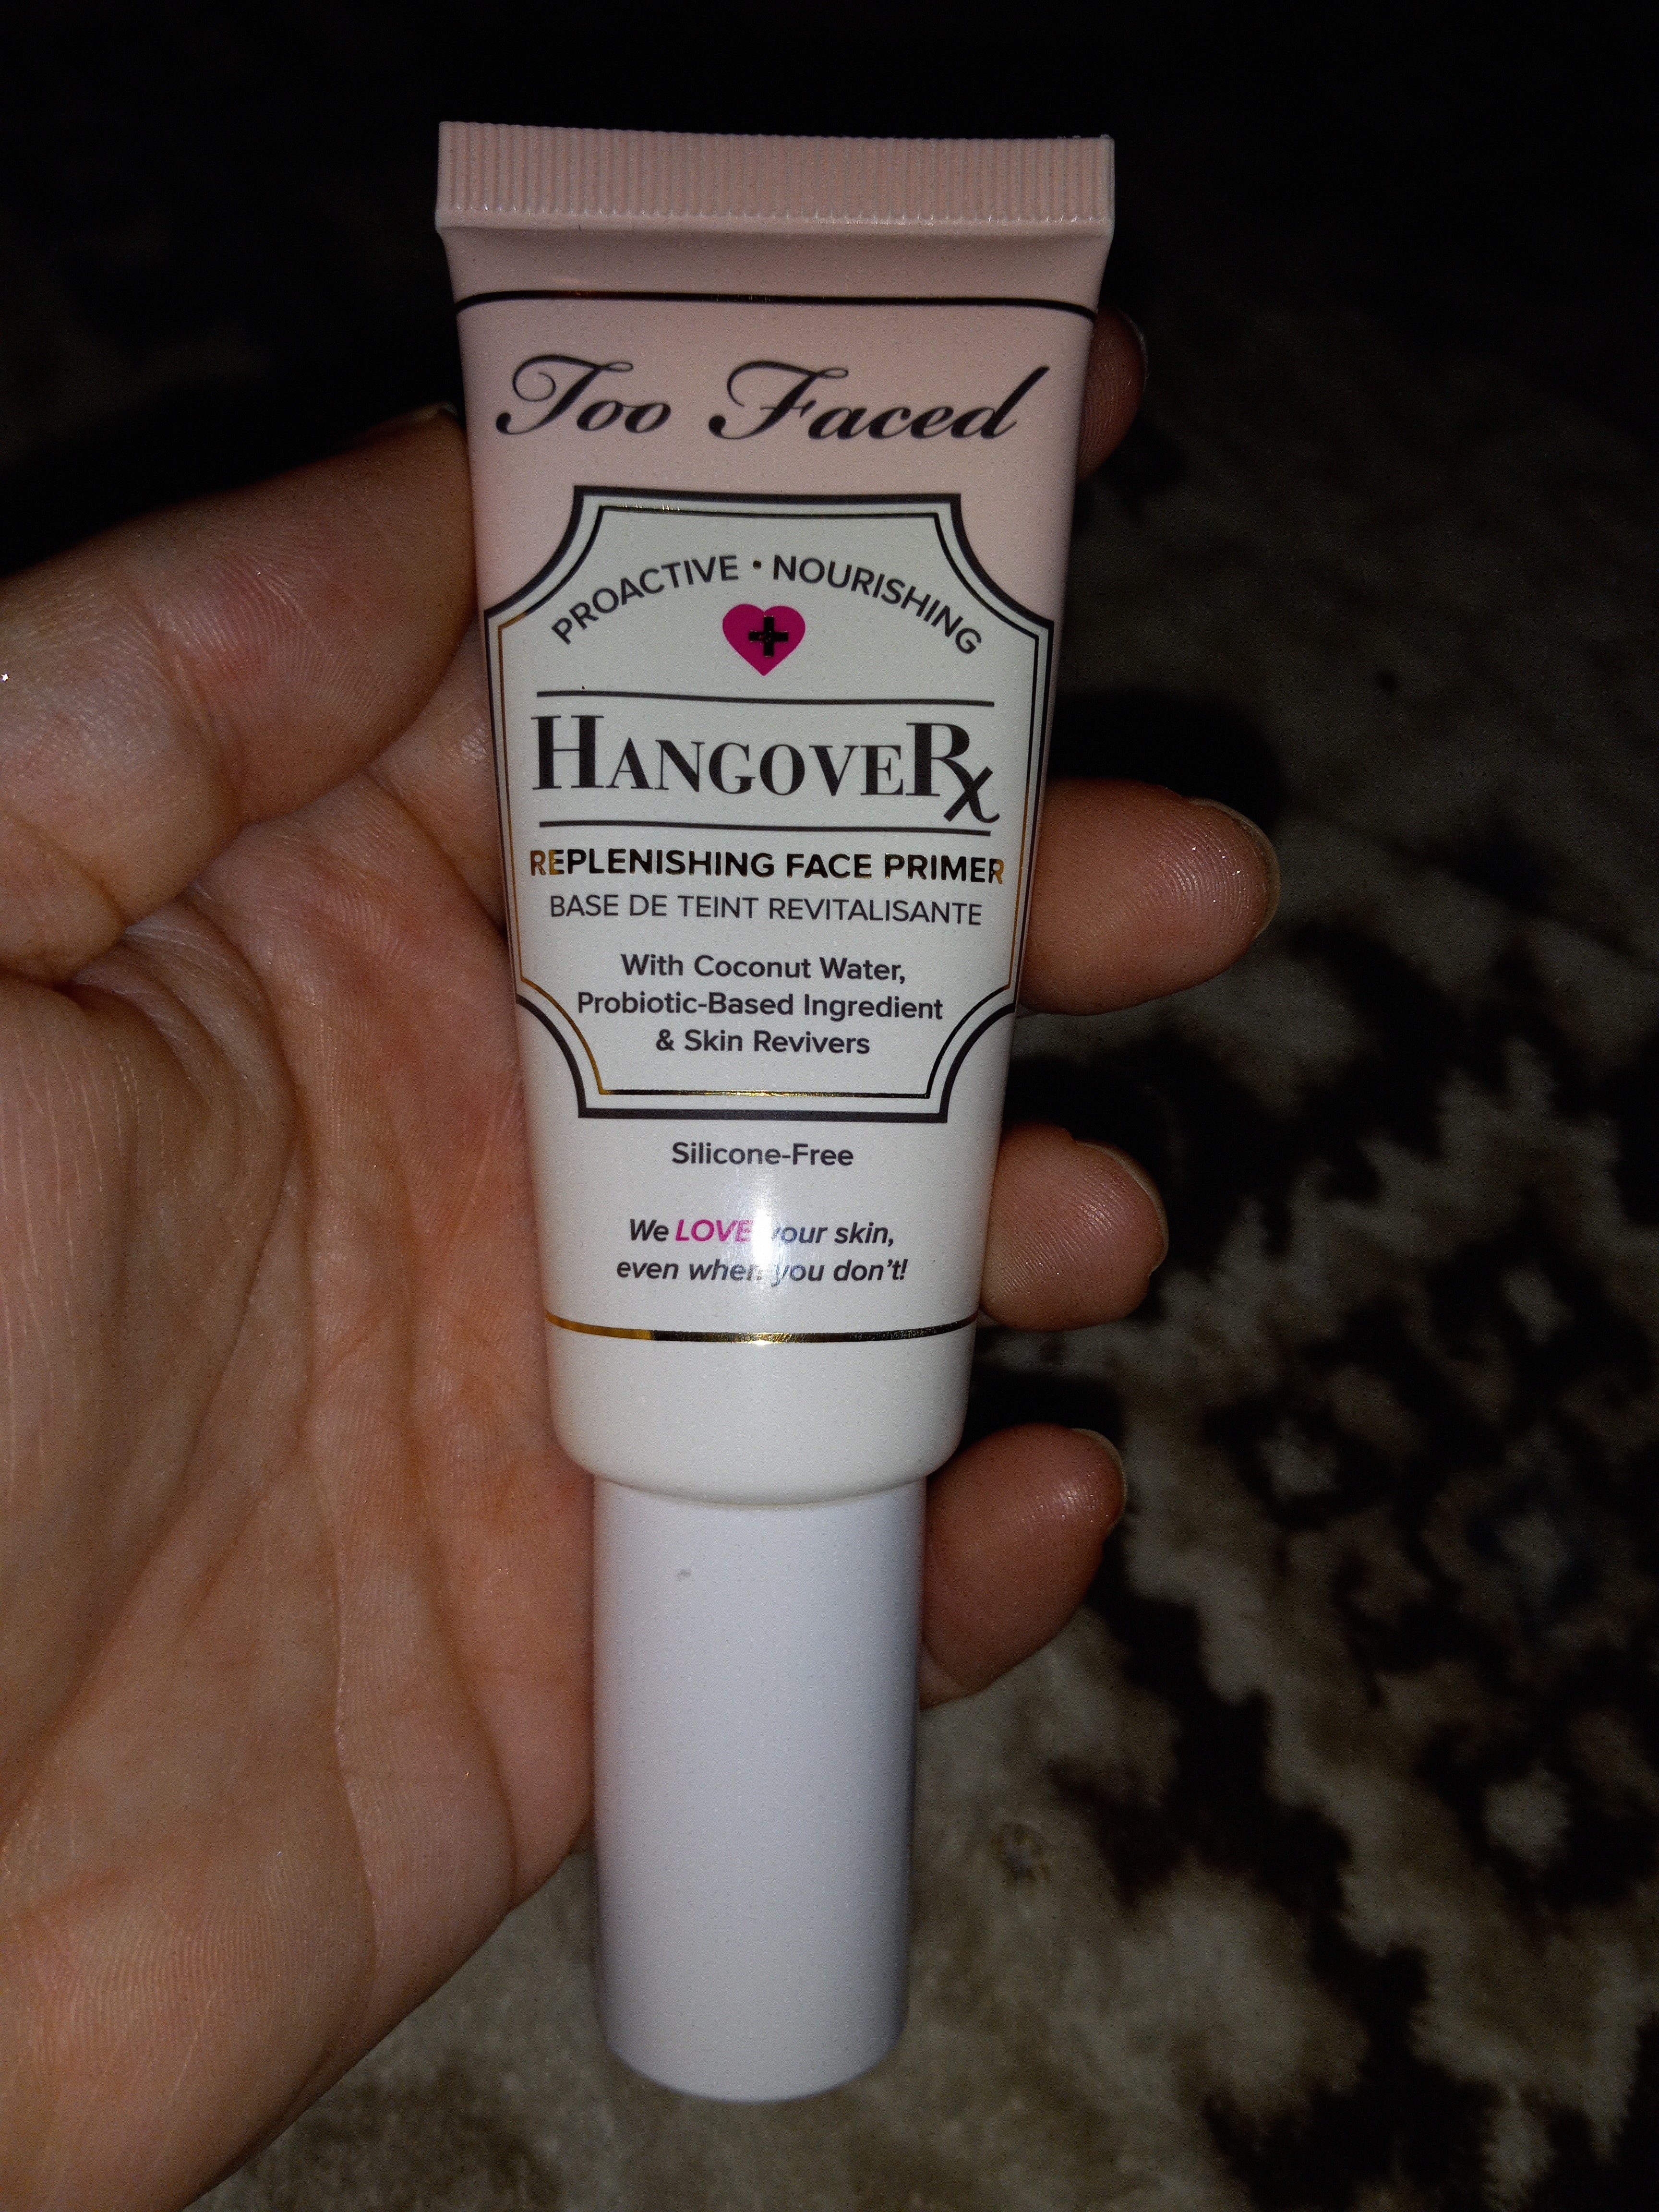 Too Faced
PROACTIVE • NOURISHING
HANGOVERx
REPLENISHING FACE PRIMER
BASE DE TEINT REVITALISANTE
With Coconut Water,
Probiotic-Based Ingredient
& Skin Revivers
Silicone-Free
We LOVE your skin,
even when you don't!